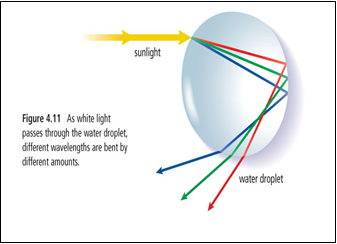 sunlight
Figure 4.11 As white light
passes through the water droplet,
different wavelengths are bent by
different amounts.
water droplet